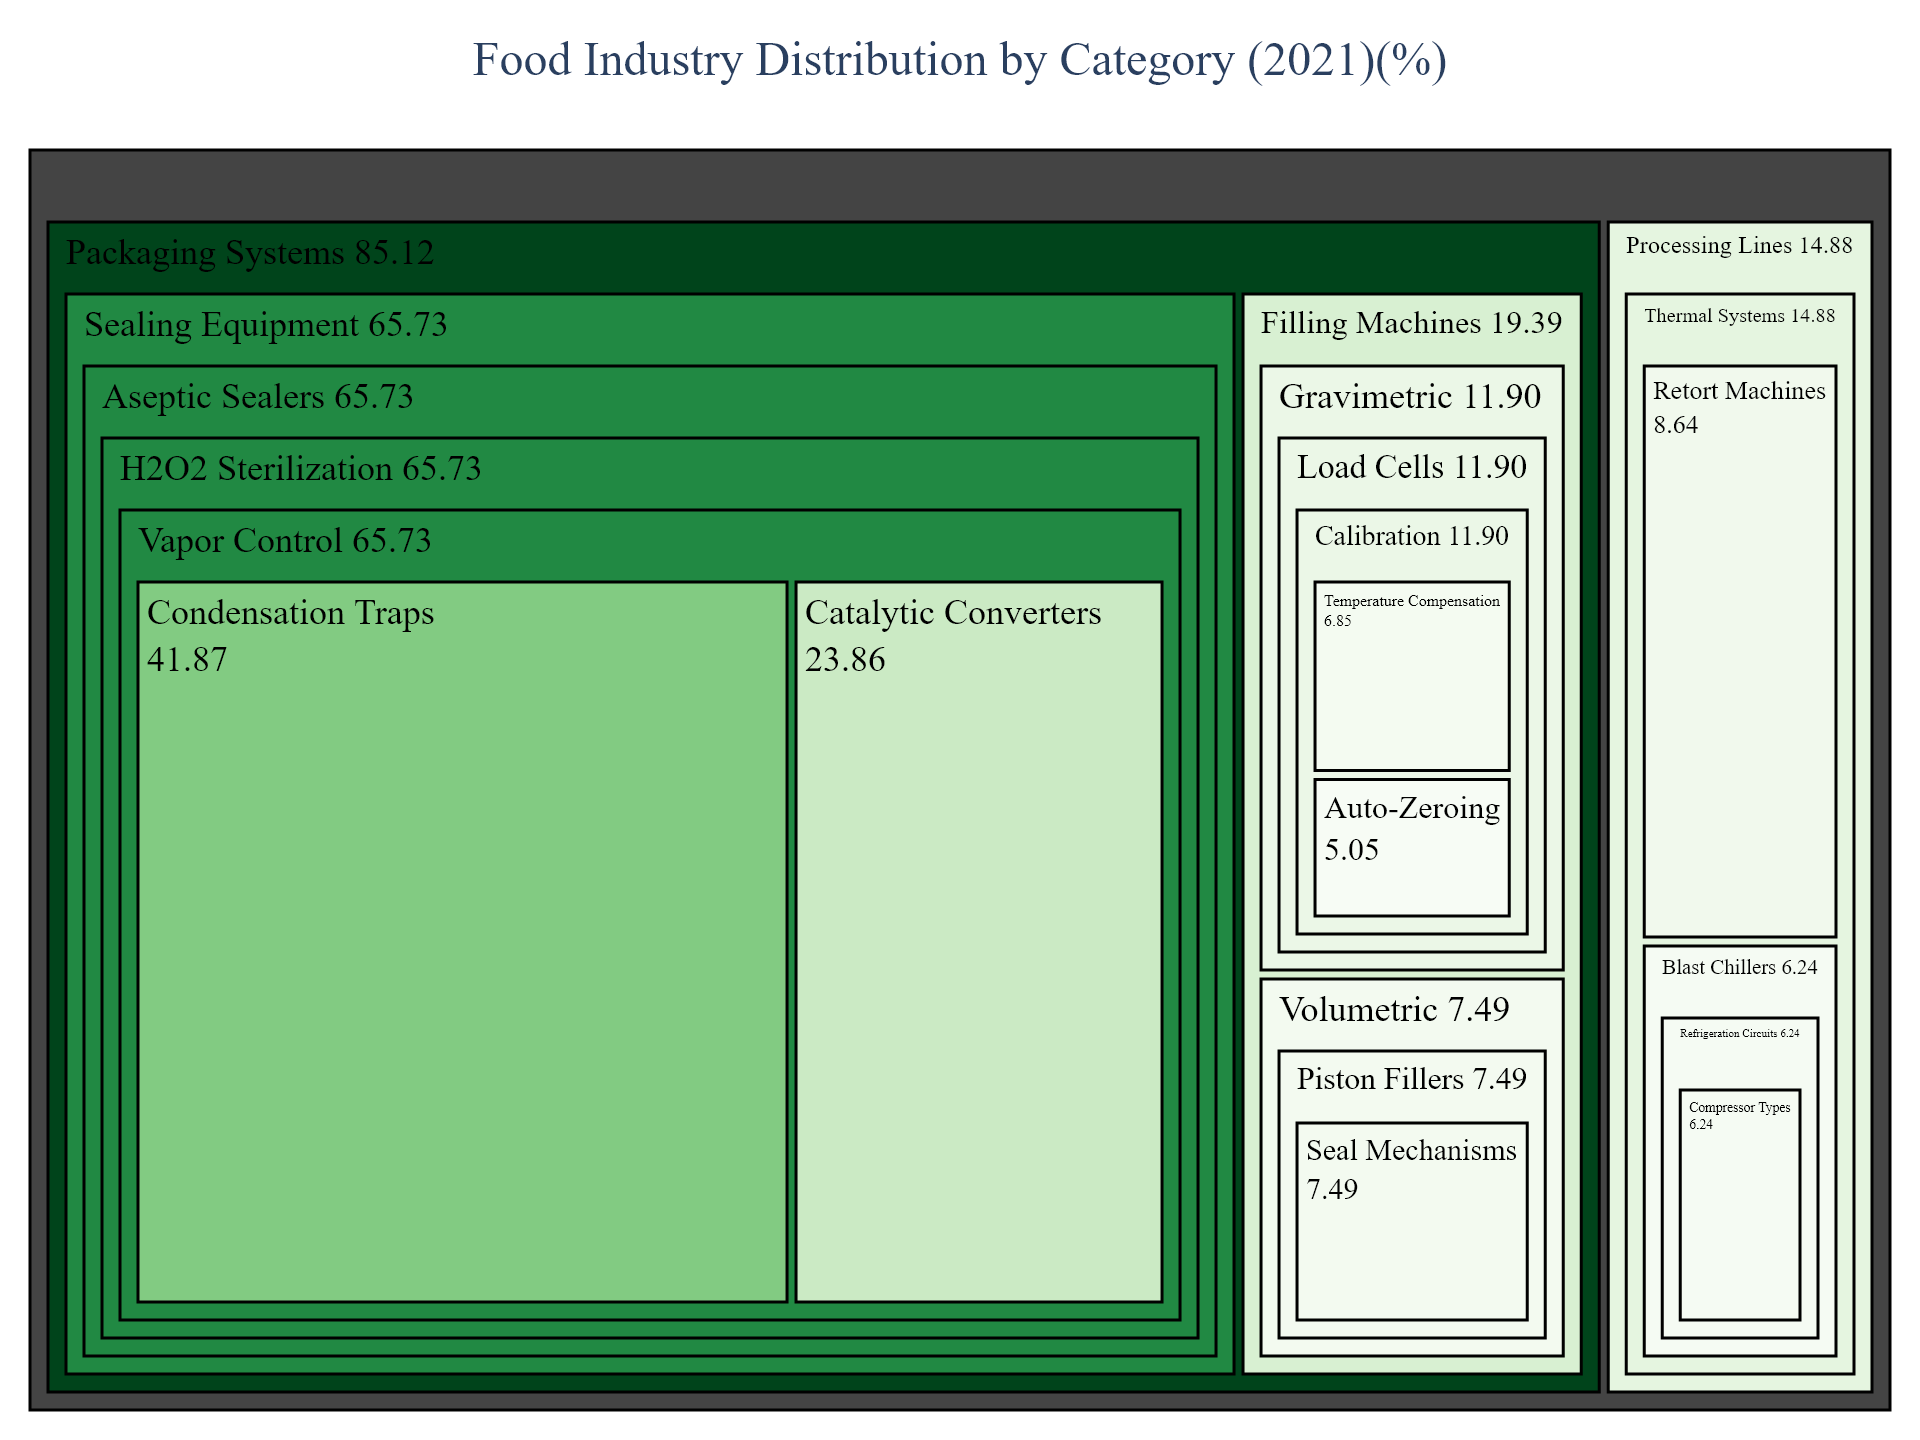 Food Industry Distribution by Category (2021)(%)
Packaging Systems 85.12
Sealing Equipment 65.73
Aseptic Sealers 65.73
H2O2 Sterilization 65.73
Vapor Control 65.73
Condensation Traps
41.87
Catalytic Converters
23.86
Filling Machines 19.39
Gravimetric 11.90
Load Cells 11.90
Calibration 11.90
Temperature Compensation
6.85
Auto-Zeroing
5.05
Volumetric 7.49
Piston Fillers 7.49
Seal Mechanisms
7.49
Processing Lines 14.88
Thermal Systems 14.88
Retort Machines
8.64
Blast Chillers 6.24
Refrigeration Circuits 6.24
Compressor Types
6.24